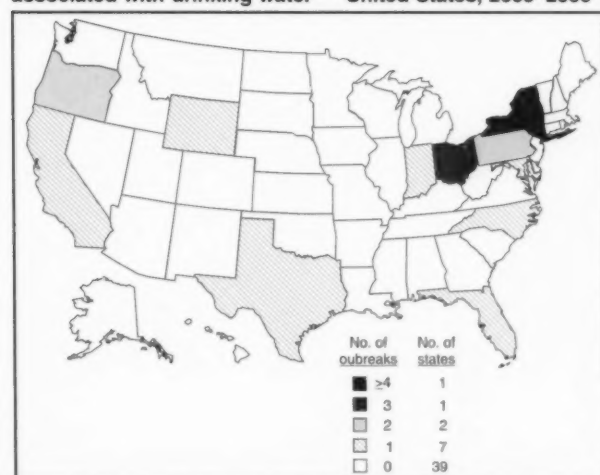 associated with drinking water — United States, 2005–2006
No. of No. of
oubreaks states
≥4 1
3 1
2 2
1 7
0 39